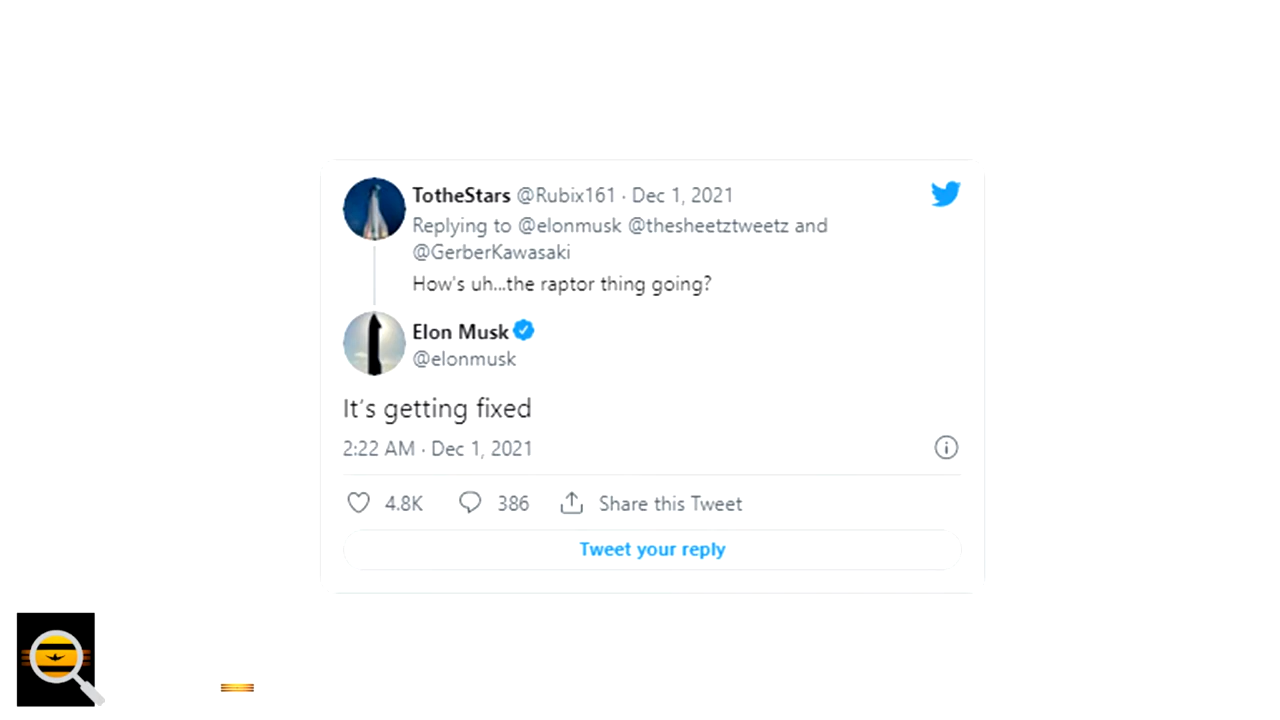 TotheStars @Rubix161 · Dec 1, 2021
Replying to @elonmusk @thesheetztweetz and
@GerberKawasaki
How's uh...the raptor thing going?
Elon Musk
@elonmusk
It's getting fixed
2:22 AM · Dec 1, 2021
4.8K 386 Share this Tweet
Tweet your reply